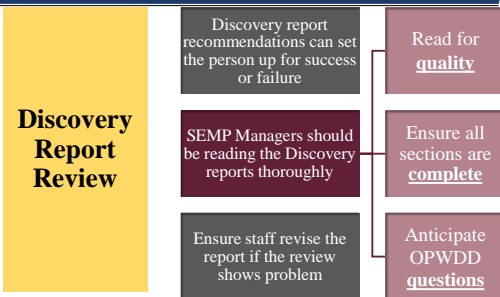 Discovery
Report
Review
Discovery report
recommendations can set
the person up for success
or failure
SEMP Managers should
be reading the Discovery
reports thoroughly
Ensure staff revise the
report if the review
shows problem
Read for
quality
Ensure all
sections are
complete
Anticipate
OPWDD
questions